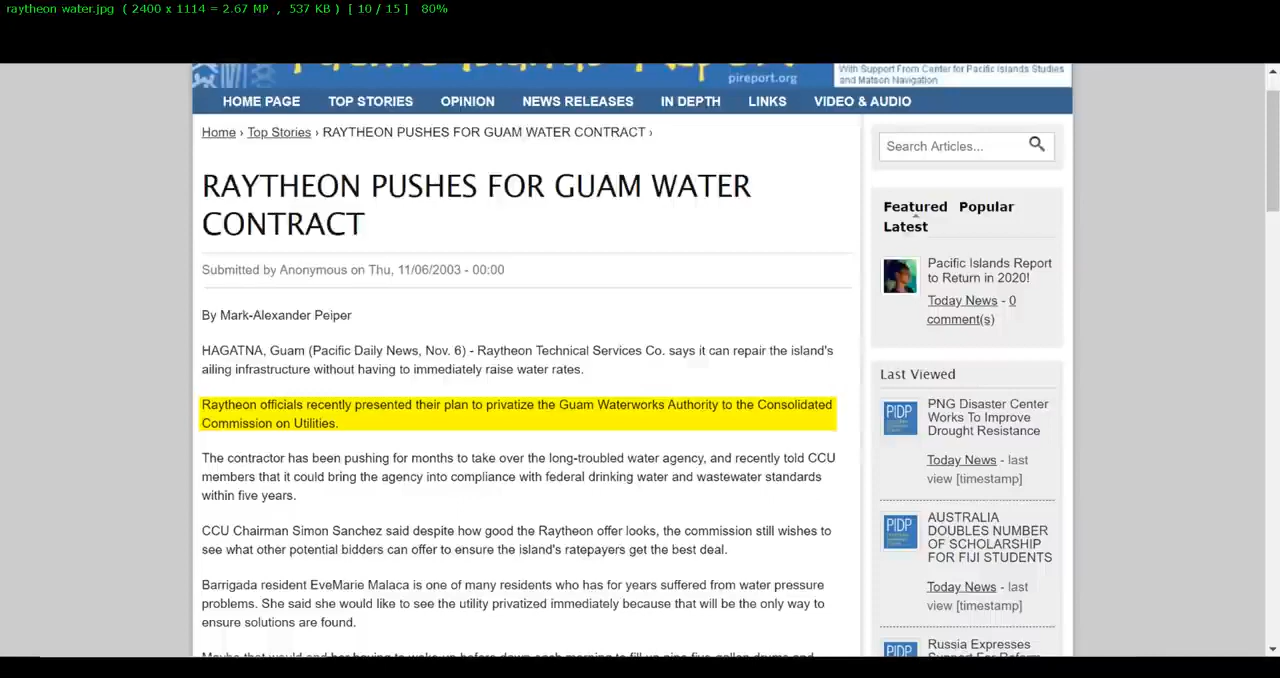 raytheon water.jpg ( 2400 x 1114 = 2.67 MP , 537 KB ) [ 10 / 15 ] 80%
pireport.org
With Support From Center for Pacific Islands Studies
and Matson Navigation
HOME PAGE TOP STORIES OPINION NEWS RELEASES IN DEPTH LINKS VIDEO & AUDIO
Home › Top Stories › RAYTHEON PUSHES FOR GUAM WATER CONTRACT ›
RAYTHEON PUSHES FOR GUAM WATER
CONTRACT
Submitted by Anonymous on Thu, 11/06/2003 - 00:00
By Mark-Alexander Peiper
HAGATNA, Guam (Pacific Daily News, Nov. 6) - Raytheon Technical Services Co. says it can repair the island's
ailing infrastructure without having to immediately raise water rates.
Raytheon officials recently presented their plan to privatize the Guam Waterworks Authority to the Consolidated
Commission on Utilities.
The contractor has been pushing for months to take over the long-troubled water agency, and recently told CCU
members that it could bring the agency into compliance with federal drinking water and wastewater standards
within five years.
CCU Chairman Simon Sanchez said despite how good the Raytheon offer looks, the commission still wishes to
see what other potential bidders can offer to ensure the island's ratepayers get the best deal.
Barrigada resident EveMarie Malaca is one of many residents who has for years suffered from water pressure
problems. She said she would like to see the utility privatized immediately because that will be the only way to
ensure solutions are found.
Search Articles...
Featured Popular
Latest
Pacific Islands Report
to Return in 2020!
Today News - 0
comment(s)
Last Viewed
PIDP
PNG Disaster Center
Works To Improve
Drought Resistance
Today News - last
view [timestamp]
PIDP
AUSTRALIA
DOUBLES NUMBER
OF SCHOLARSHIP
FOR FIJI STUDENTS
Today News - last
view [timestamp]
PIDP
Russia Expresses